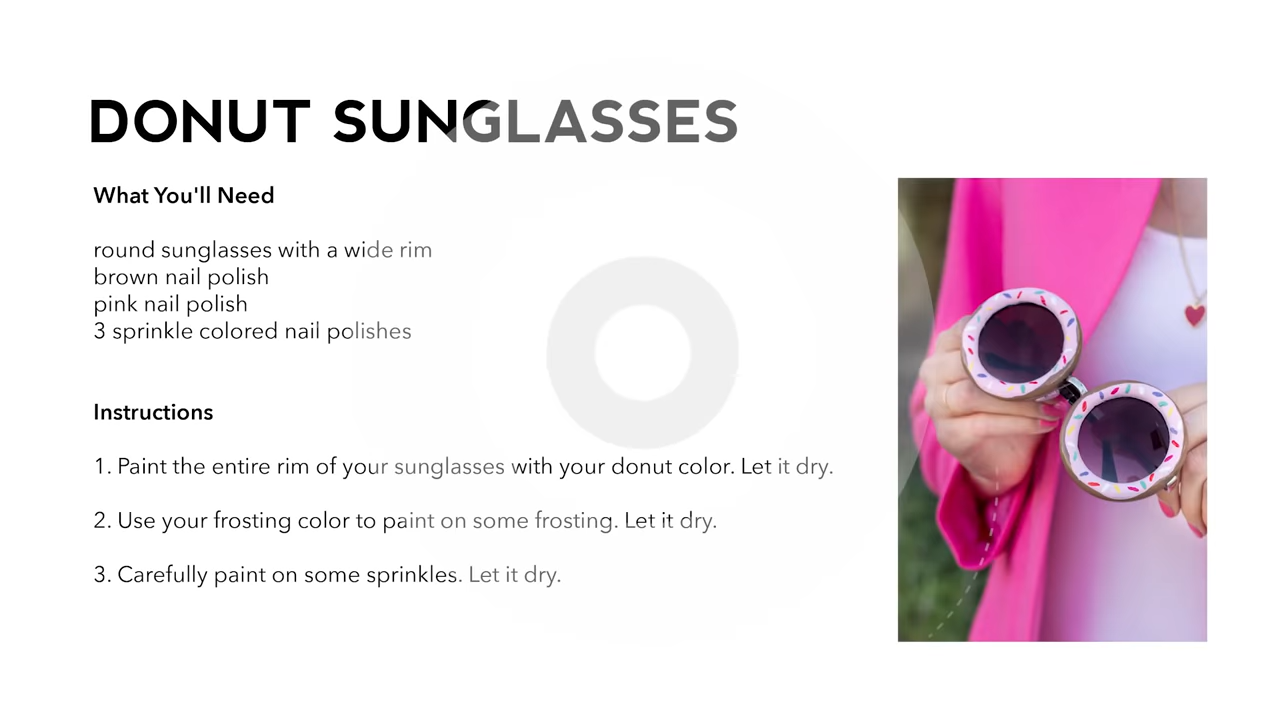 DONUT SUNGLASSES
What You'll Need
round sunglasses with a wide rim
brown nail polish
pink nail polish
3 sprinkle colored nail polishes
Instructions
1. Paint the entire rim of your sunglasses with your donut color. Let it dry.
2. Use your frosting color to paint on some frosting. Let it dry.
3. Carefully paint on some sprinkles. Let it dry.